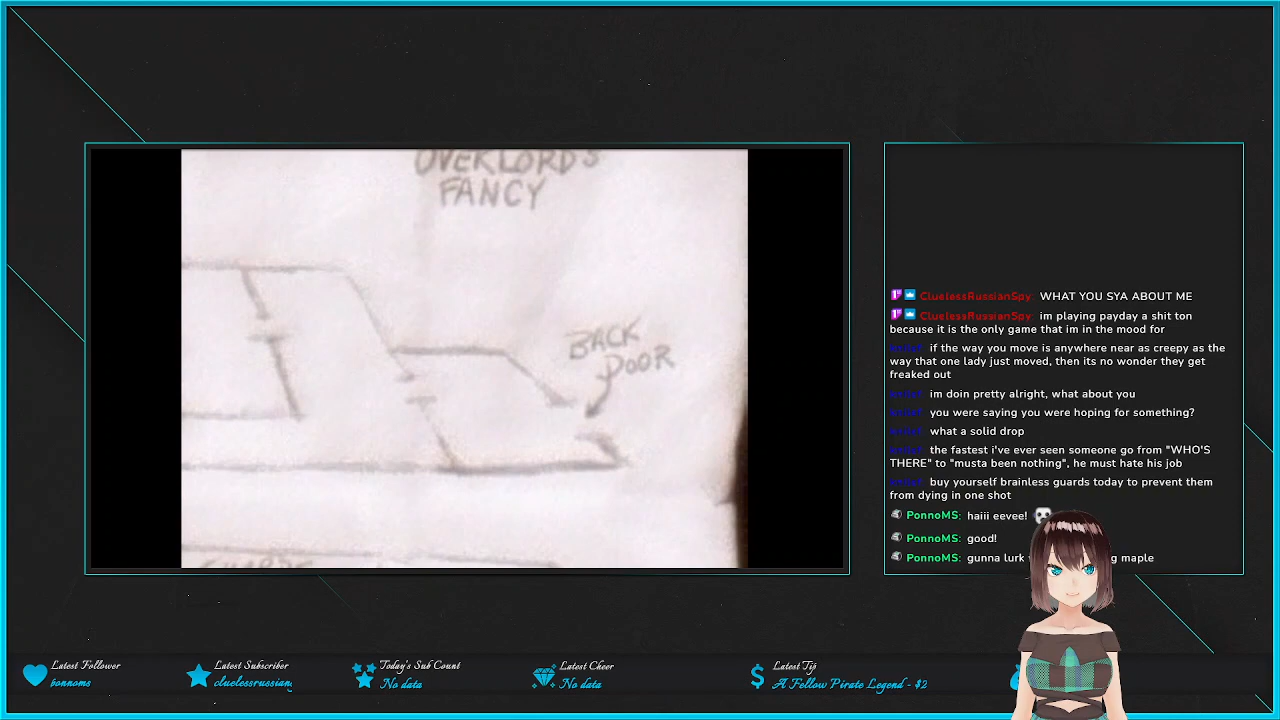 OVERLORD'S
FANCY
BACK
DOOR
CluelessRussianSpy: WHAT YOU SYA ABOUT ME
CluelessRussianSpy: im playing payday a shit ton
because it is the only game that im in the mood for
if the way you move is anywhere near as creepy as the
way that one lady just moved, then its no wonder they get
freaked out
im doin pretty alright, what about you
you were saying you were hoping for something?
what a solid drop
the fastest i've ever seen someone go from "WHO'S
THERE" to "musta been nothing", he must hate his job
buy yourself brainless guards today to prevent them
from dying in one shot
PonnoMS: haiii eevee!
PonnoMS: good!
PonnoMS: gunna lurk g maple
Latest Follower
bonnoms
Latest Subscriber
cluelessrussian
Today's Sub Count
No data
Latest Cheer
No data
Latest Tip
A Fellow Pirate Legend - $2